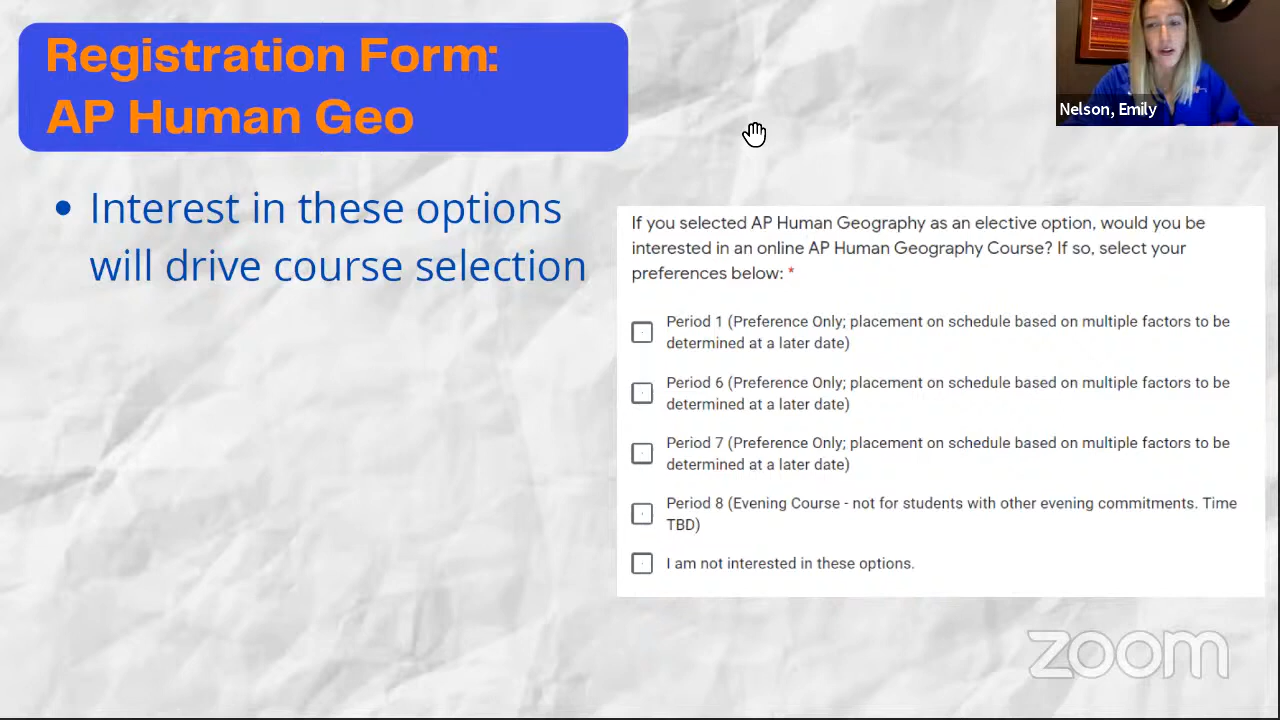 Registration Form:
AP Human Geo
Nelson, Emily
• Interest in these options
will drive course selection
If you selected AP Human Geography as an elective option, would you be
interested in an online AP Human Geography Course? If so, select your
preferences below: *
Period 1 (Preference Only; placement on schedule based on multiple factors to be
determined at a later date)
Period 6 (Preference Only; placement on schedule based on multiple factors to be
determined at a later date)
Period 7 (Preference Only; placement on schedule based on multiple factors to be
determined at a later date)
Period 8 (Evening Course - not for students with other evening commitments. Time
TBD)
I am not interested in these options.
zoom